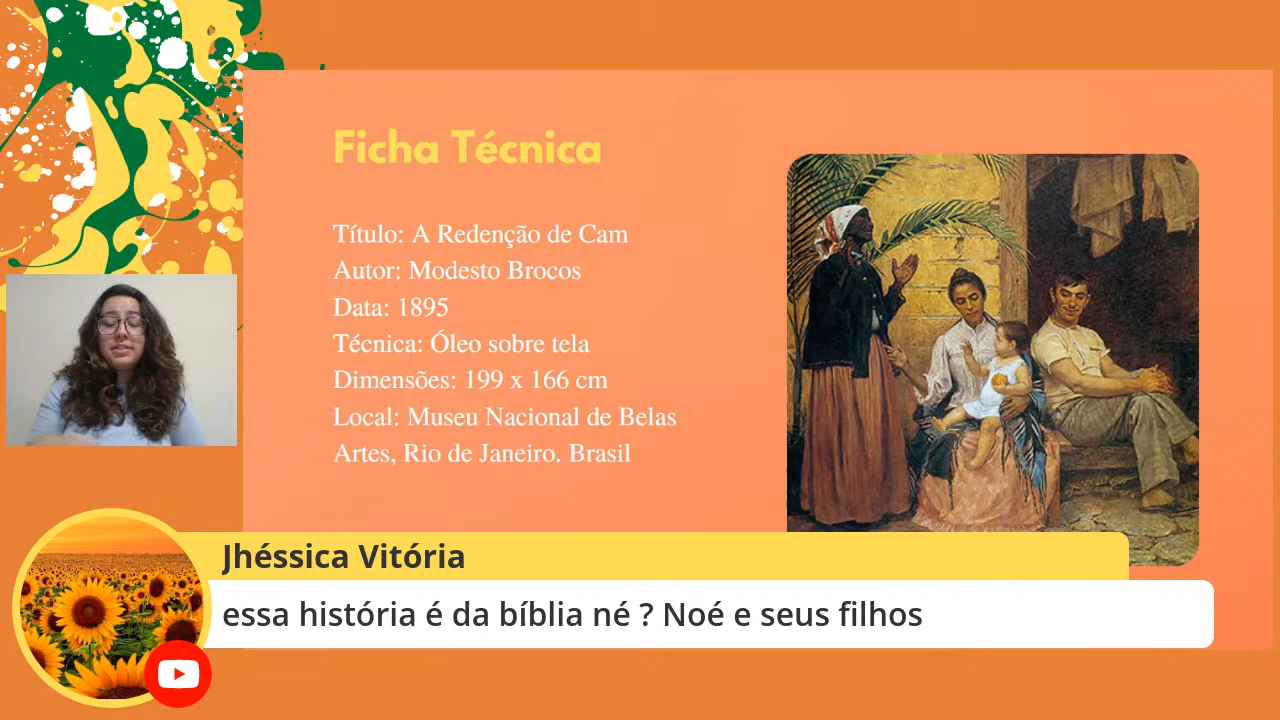 Ficha Técnica
Título: A Redenção de Cam
Autor: Modesto Brocos
Data: 1895
Técnica: Óleo sobre tela
Dimensões: 199 x 166 cm
Local: Museu Nacional de Belas
Artes, Rio de Janeiro. Brasil
Jhéssica Vitória
essa história é da bíblia né ? Noé e seus filhos